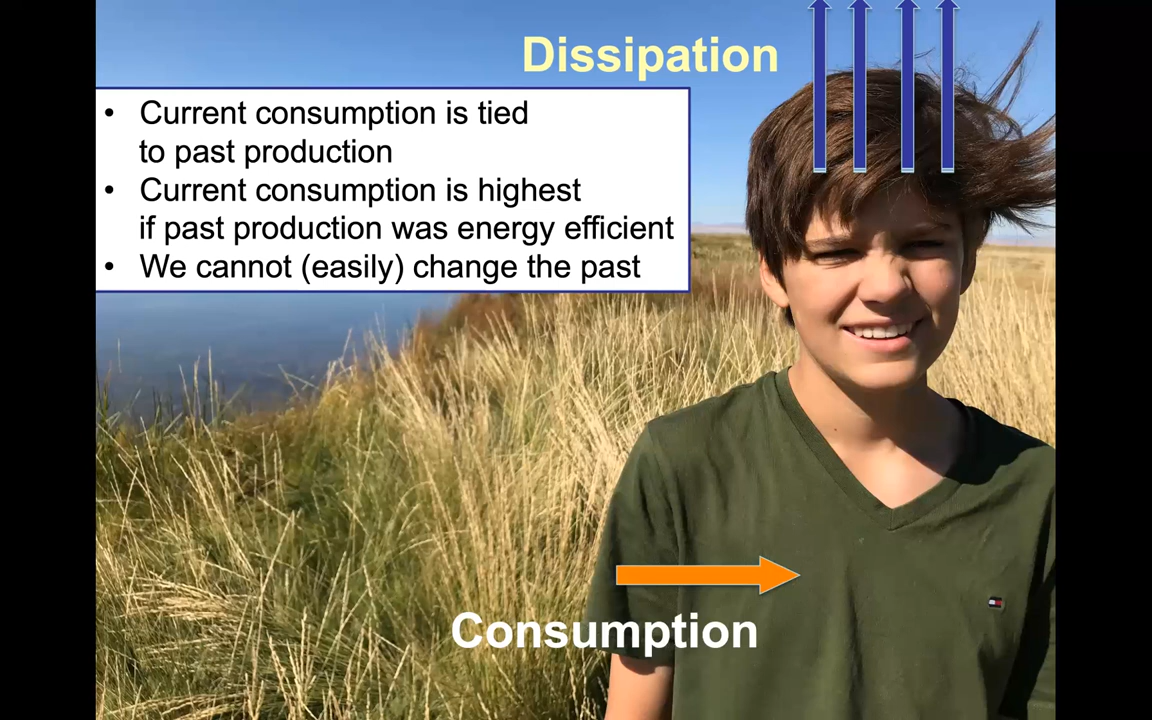 Dissipation
• Current consumption is tied
to past production
• Current consumption is highest
if past production was energy efficient
• We cannot (easily) change the past
Consumption